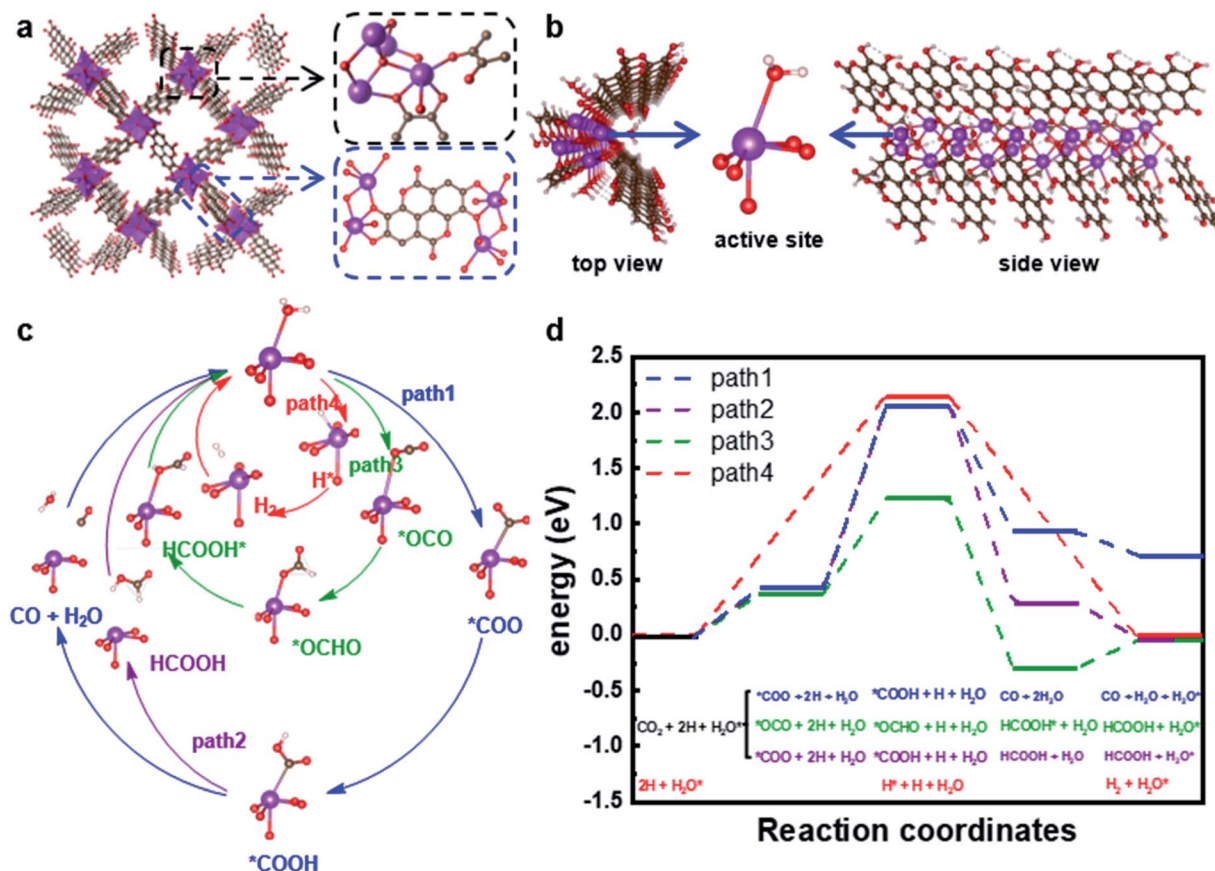 a
b
top view
active site
side view
c
path1
path4
path3
H*
H₂
*OCO
HCOOH*
*COO
CO + H₂O
*OCHO
HCOOH
path2
*COOH
d
energy (eV)
2.5
2.0
1.5
1.0
0.5
0.0
-0.5
-1.0
-1.5
path1
path2
path3
path4
*COO + 2H + H₂O *COOH + H + H₂O CO + 2H₂O CO + H₂O + H₂O*
CO₂ + 2H + H₂O* *OCO + 2H + H₂O *OCHO + H + H₂O HCOOH* + H₂O HCOOH + H₂O*
*COO + 2H + H₂O *COOH + H + H₂O HCOOH + H₂O HCOOH + H₂O*
2H + H₂O* H* + H + H₂O H₂ + H₂O*
Reaction coordinates